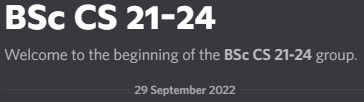 BSc CS 21-24
Welcome to the beginning of the BSc CS 21-24 group.
29 September 2022